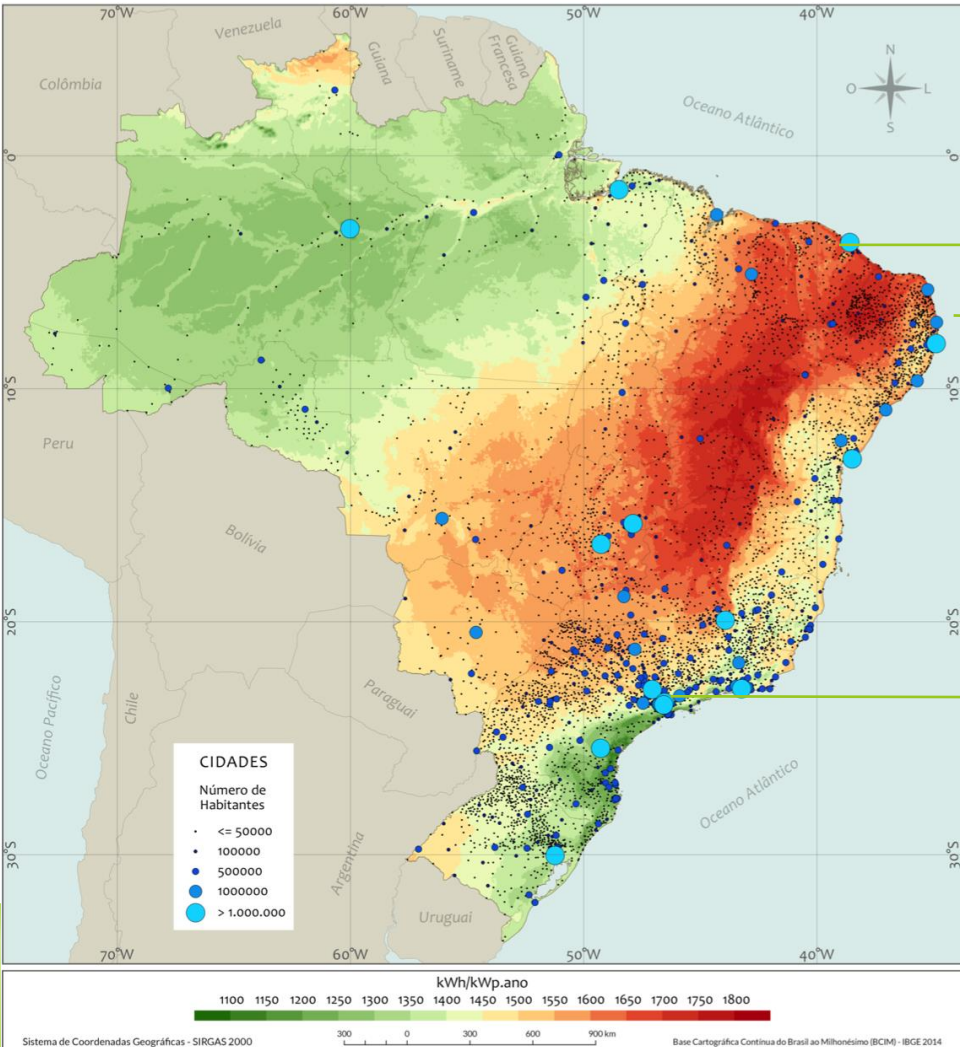 70°W
60°W
50°W
40°W
Venezuela
Guiana
Suriname
Guiana
Francesa
Colômbia
Oceano Atlântico
N
O
L
S
0°
0°
10°S
10°S
Peru
Bolívia
20°S
20°S
Oceano Pacífico
Chile
Paraguai
Argentina
Oceano Atlântico
CIDADES
Número de
Habitantes
<= 50000
100000
500000
1000000
> 1.000.000
30°S
30°S
Uruguai
70°W
60°W
50°W
40°W
kWh/kWp.ano
1100 1150 1200 1250 1300 1350 1400 1450 1500 1550 1600 1650 1700 1750 1800
300 0 300 600 900 km
Sistema de Coordenadas Geográficas - SIRGAS 2000
Base Cartográfica Contínua do Brasil ao Milhonésimo (BCIM) - IBGE 2014